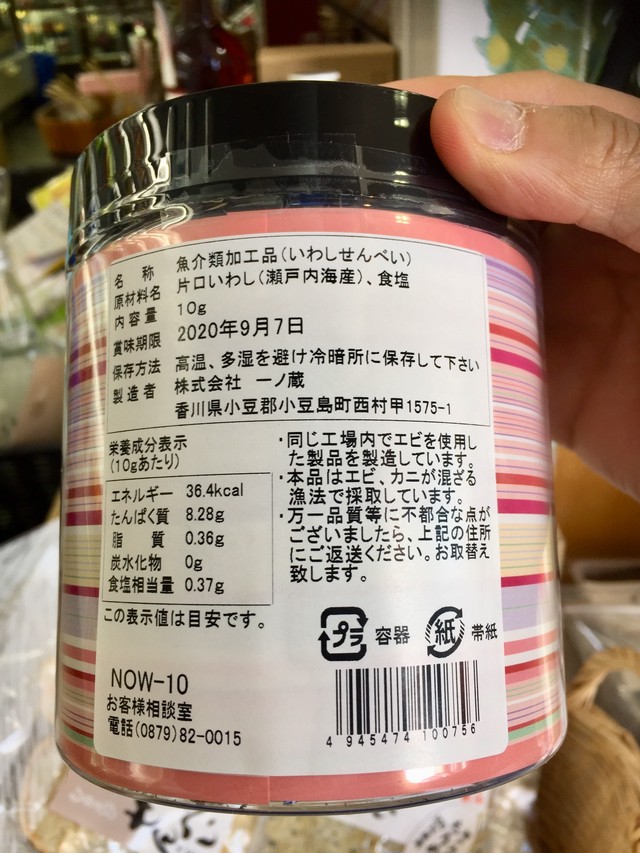 名称 魚介類加工品(いわしせんべい)
原材料名 片口いわし(瀬戸内海産)、食塩
内容量 10g
賞味期限 2020年9月7日
保存方法 高温、多湿を避け冷暗所に保存して下さい
製造者 株式会社 一ノ蔵
香川県小豆郡小豆島町西村甲1575-1
栄養成分表示
(10gあたり)
エネルギー 36.4kcal
たんぱく質 8.28g
脂質 0.36g
炭水化物 0g
食塩相当量 0.37g
この表示値は目安です。
・同じ工場内でエビを使用し
た製品を製造しています。
・本品はエビ、カニが混ざる
漁法で採取しています。
・万一品質等に不都合な点が
ございましたら、上記の住所
にご返送ください。お取替え
致します。
プラ 容器 紙 帯紙
NOW-10
お客様相談室
電話(0879)82-0015
4 945474 100756